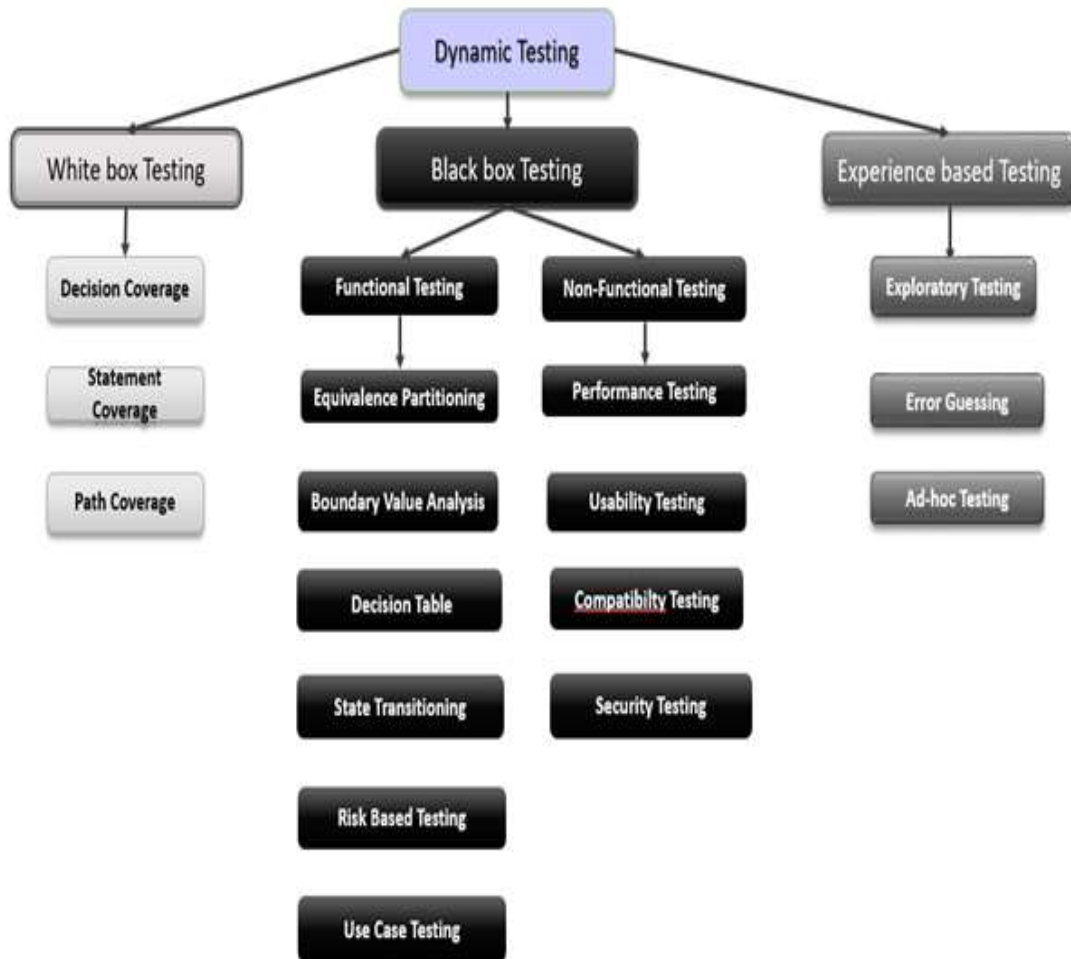 Dynamic Testing
White box Testing
Black box Testing
Experience based Testing
Decision Coverage
Functional Testing
Non-Functional Testing
Exploratory Testing
Statement
Coverage
Equivalence Partitioning
Performance Testing
Error Guessing
Path Coverage
Boundary Value Analysis
Usability Testing
Ad-hoc Testing
Decision Table
Compatibilty Testing
State Transitioning
Security Testing
Risk Based Testing
Use Case Testing